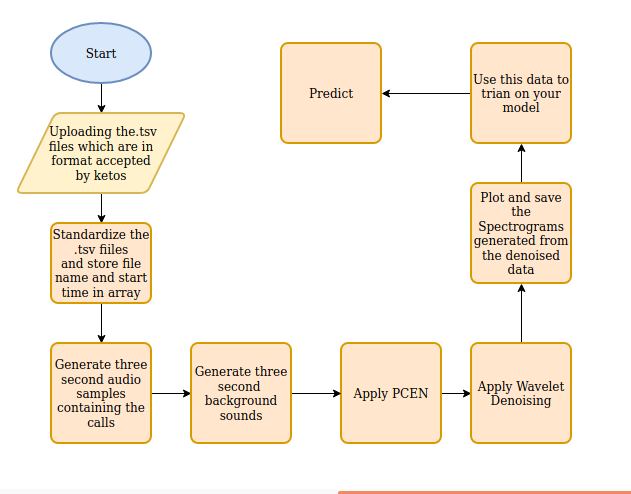 Start
Uploading the.tsv
files which are in
format accepted
by ketos
Standardize the
.tsv fiiles
and store file
name and start
time in array
Generate three
second audio
samples
containing the
calls
Generate three
second
background
sounds
Apply PCEN
Apply Wavelet
Denoising
Plot and save
the
Spectrograms
generated from
the denoised
data
Use this data to
trian on your
model
Predict